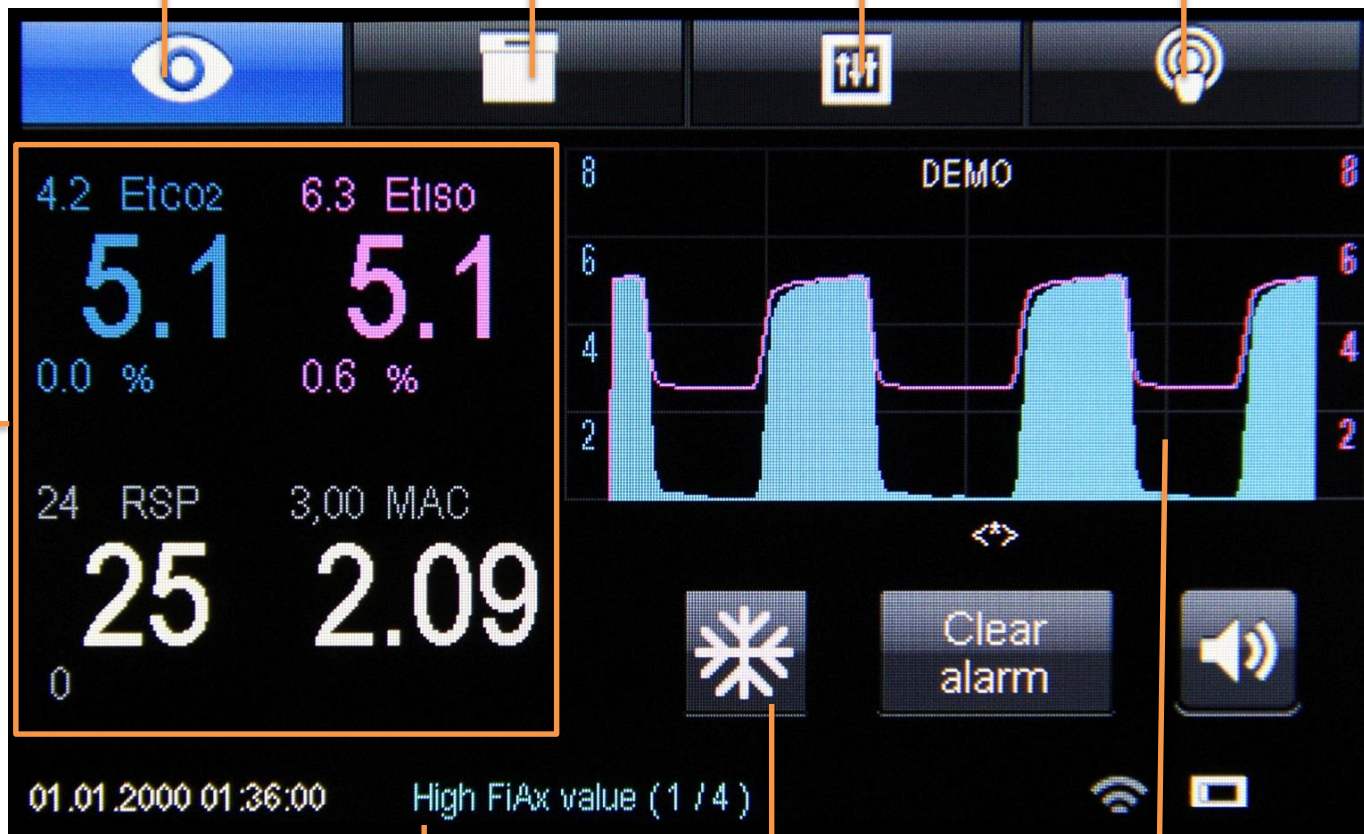 4.2 Etco2
5.1
0.0 %
6.3 Etiso
5.1
0.6 %
24 RSP
25
0
3,00 MAC
2.09
DEMO
8
6
4
2
8
6
4
2
<*>
Clear
alarm
01.01.2000 01:36:00
High FiAx value ( 1 / 4 )